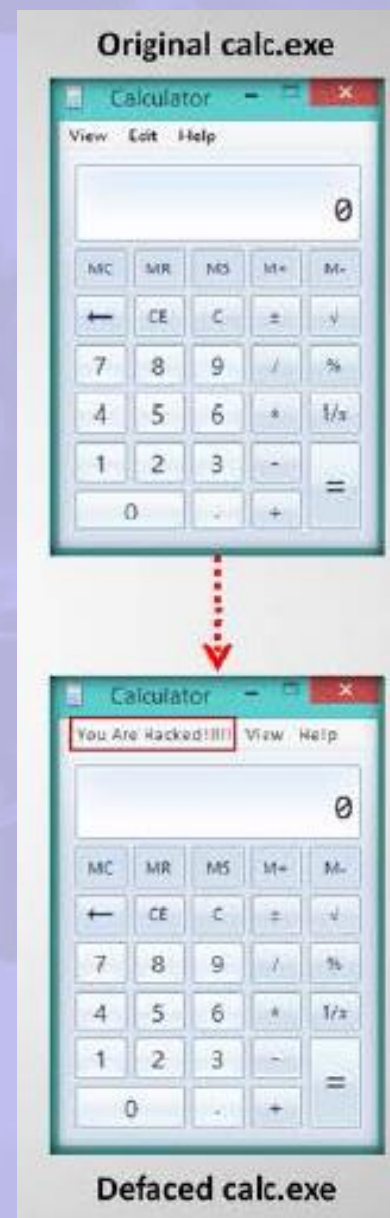 Original calc.exe
Calculator
View Edit Help
0
MC MR MS M+ M-
← CE C ± √
7 8 9 / %
4 5 6 * 1/x
1 2 3 - =
0 . +
Calculator
You Are Hacked!!!!! View Help
0
MC MR MS M+ M-
← CE C ± √
7 8 9 / %
4 5 6 * 1/x
1 2 3 - =
0 . +
Defaced calc.exe